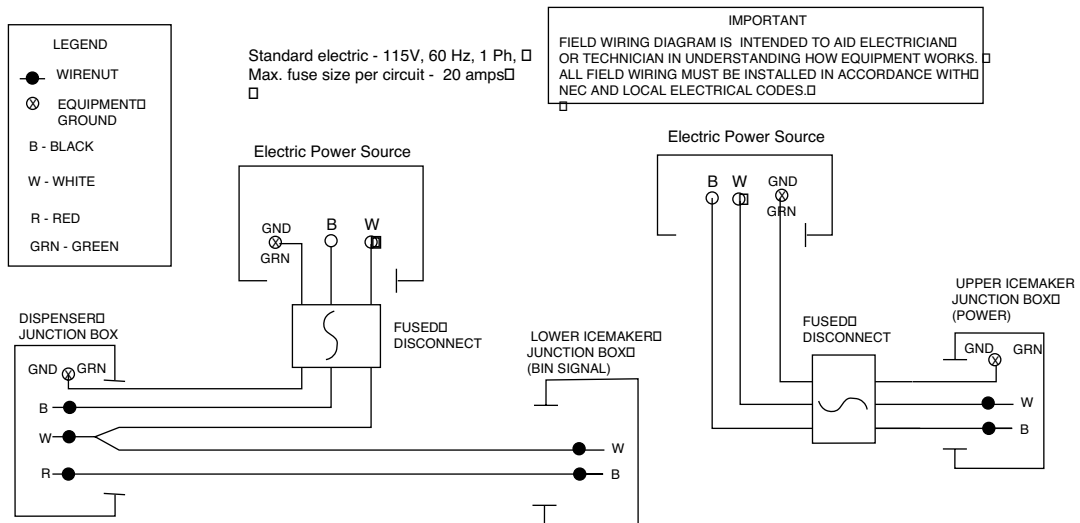 LEGEND
WIRENUT
EQUIPMENT□
GROUND
B - BLACK
W - WHITE
R - RED
GRN - GREEN
Standard electric - 115V, 60 Hz, 1 Ph, □
Max. fuse size per circuit - 20 amps□
□
IMPORTANT
FIELD WIRING DIAGRAM IS INTENDED TO AID ELECTRICIAN□
OR TECHNICIAN IN UNDERSTANDING HOW EQUIPMENT WORKS. □
ALL FIELD WIRING MUST BE INSTALLED IN ACCORDANCE WITH□
NEC AND LOCAL ELECTRICAL CODES.□
□
Electric Power Source
GND
GRN
B
W
FUSED□
DISCONNECT
DISPENSER□
JUNCTION BOX
GND
GRN
B
W
R
LOWER ICEMAKER□
JUNCTION BOX□
(BIN SIGNAL)
W
B
Electric Power Source
B
W
GND
GRN
FUSED□
DISCONNECT
UPPER ICEMAKER
JUNCTION BOX□
(POWER)
GND
GRN
W
B